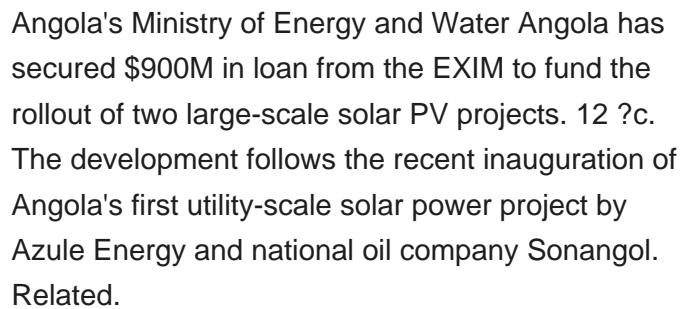 Angola's Ministry of Energy and Water Angola has
secured $900M in loan from the EXIM to fund the
rollout of two large-scale solar PV projects. 12 ?c.
The development follows the recent inauguration of
Angola's first utility-scale solar power project by
Azule Energy and national oil company Sonangol.
Related.